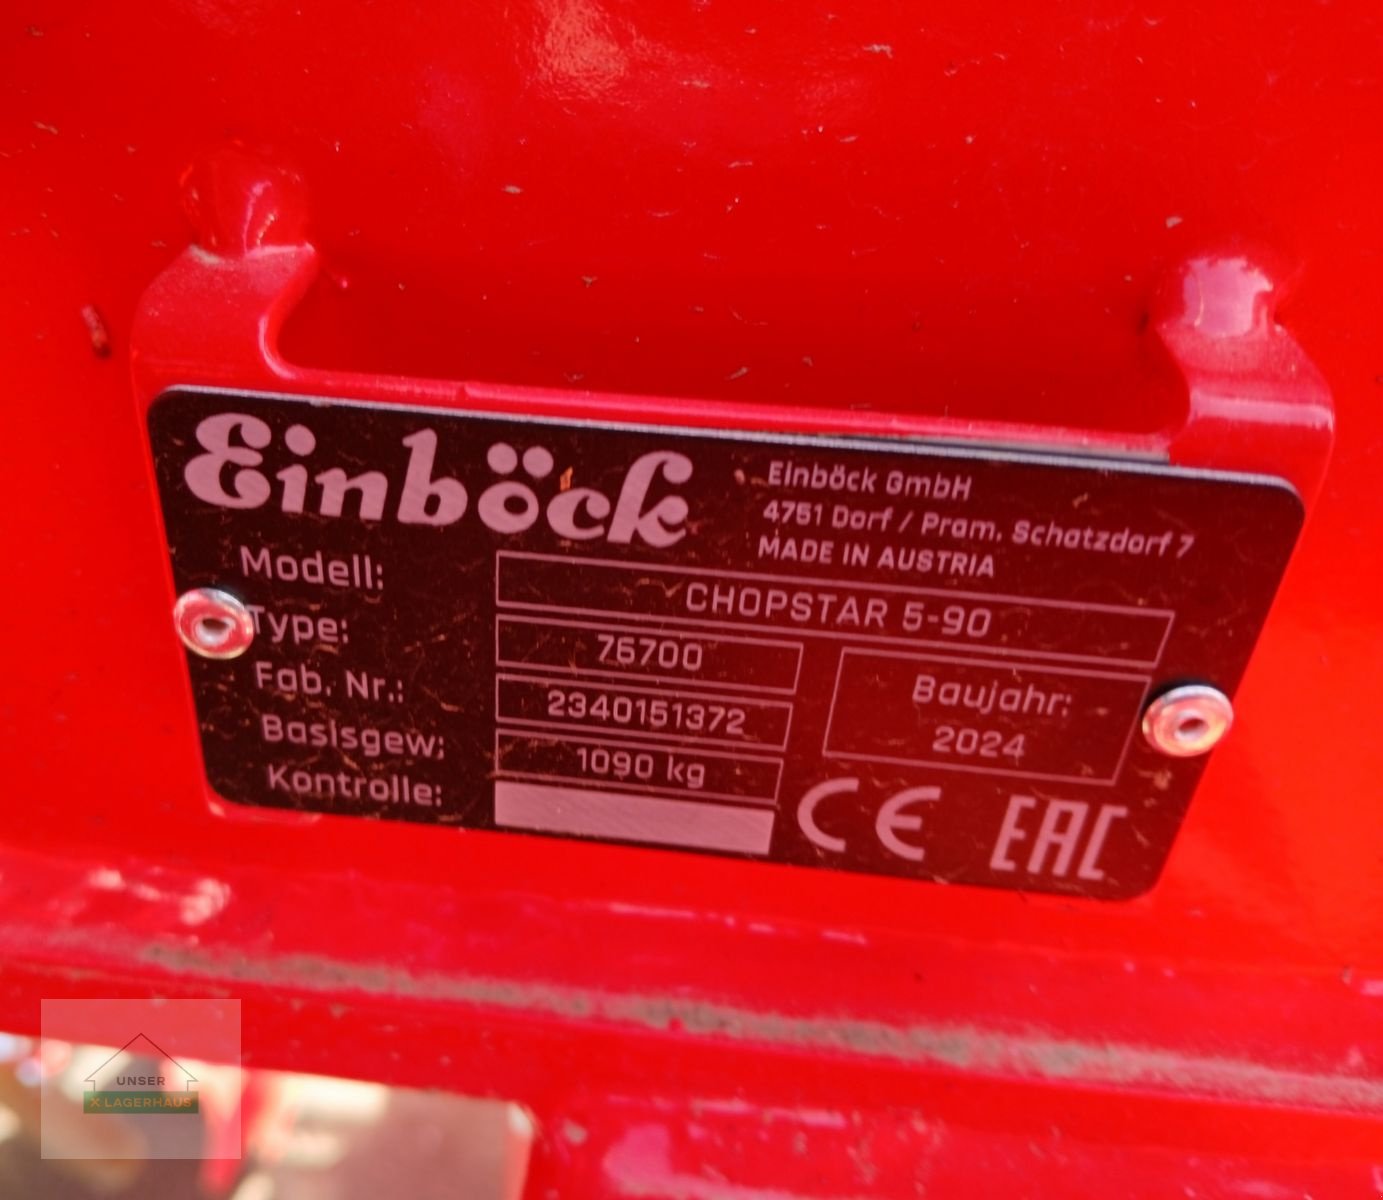 Einböck
Einböck GmbH
4751 Dorf / Pram, Schatzdorf 7
MADE IN AUSTRIA
Modell: CHOPSTAR 5-90
Type: 76700
Fab. Nr.: 2340151372
Basisgew: 1090 kg
Kontrolle:
Baujahr:
2024
CE EAC
UNSER
X LAGERHAUS